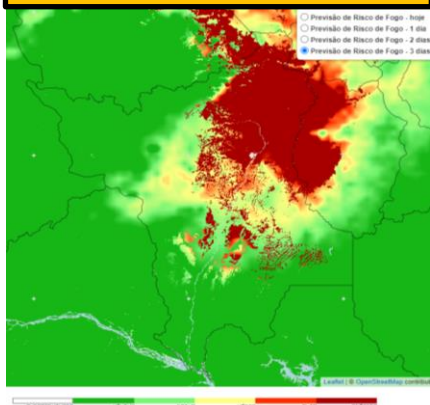 Previsão de Risco de Fogo - hoje
Previsão de Risco de Fogo - 1 dia
Previsão de Risco de Fogo - 2 dias
Previsão de Risco de Fogo - 3 dias
Leaflet | © OpenStreetMap contribut